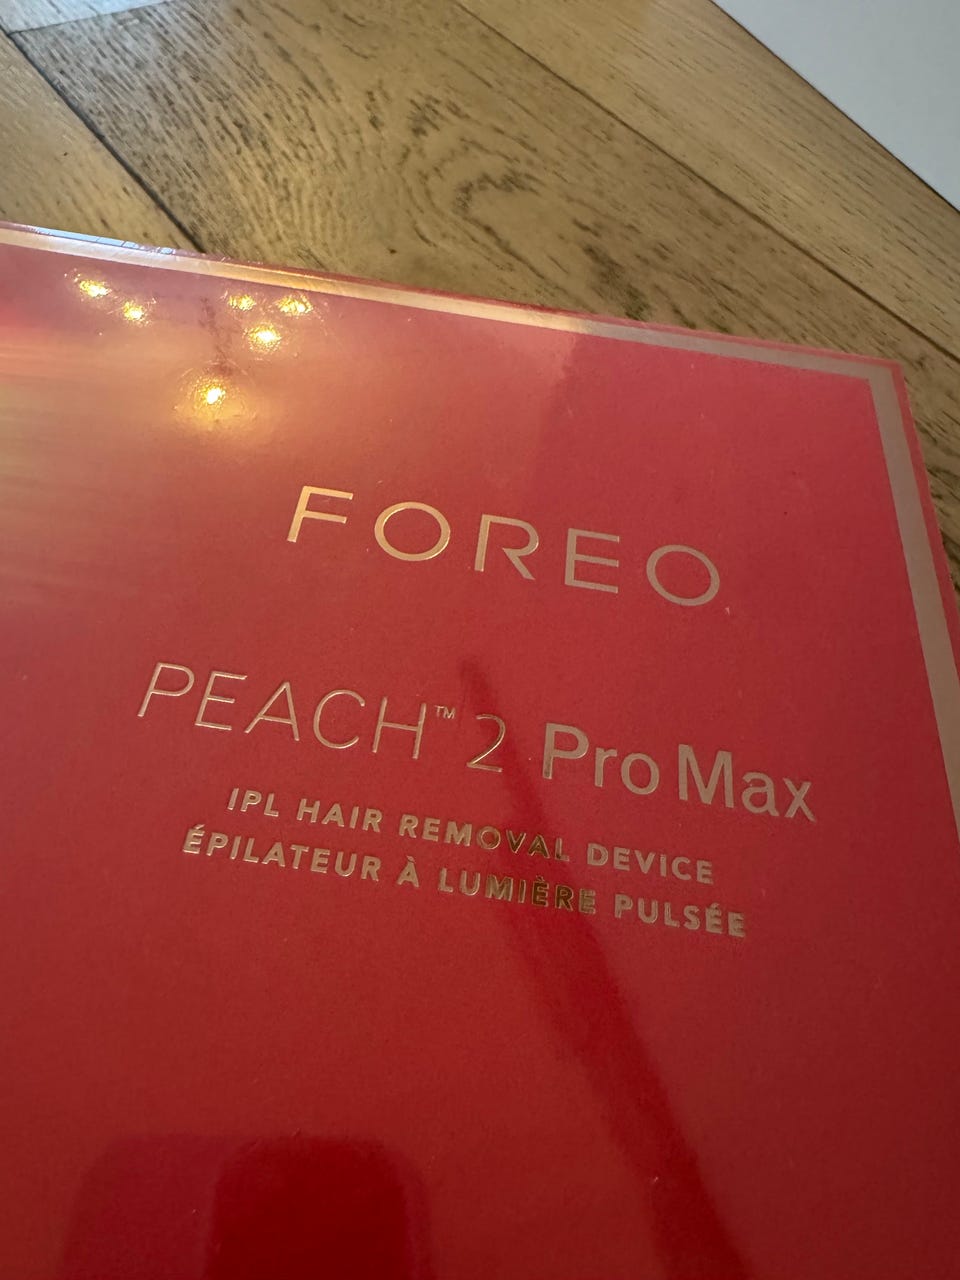 FOREO
PEACH™ 2 Pro Max
IPL HAIR REMOVAL DEVICE
ÉPILATEUR À LUMIÈRE PULSÉE